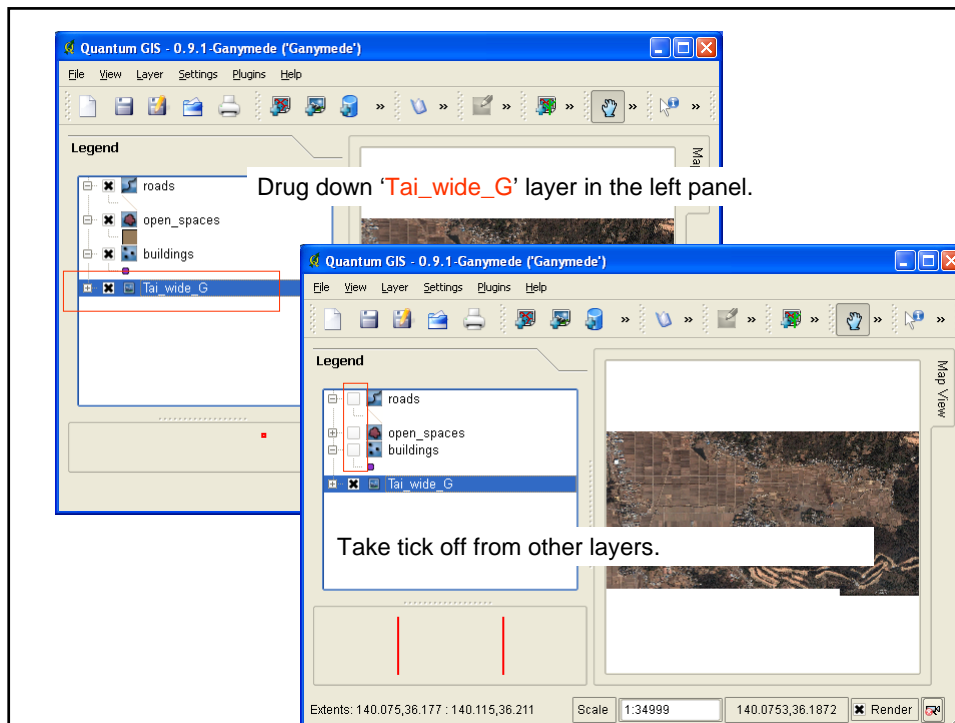 Quantum GIS - 0.9.1-Ganymede ('Ganymede')
File View Layer Settings Plugins Help
» » » » » »
Legend
roads
open_spaces
buildings
Tai_wide_G
Drug down ‘Tai_wide_G’ layer in the left panel.
Quantum GIS - 0.9.1-Ganymede ('Ganymede')
File View Layer Settings Plugins Help
» » » » » »
Legend
Map View
roads
open_spaces
buildings
Tai_wide_G
Take tick off from other layers.
Extents: 140.075,36.177 : 140.115,36.211 Scale 1:34999 140.0753,36.1872 Render